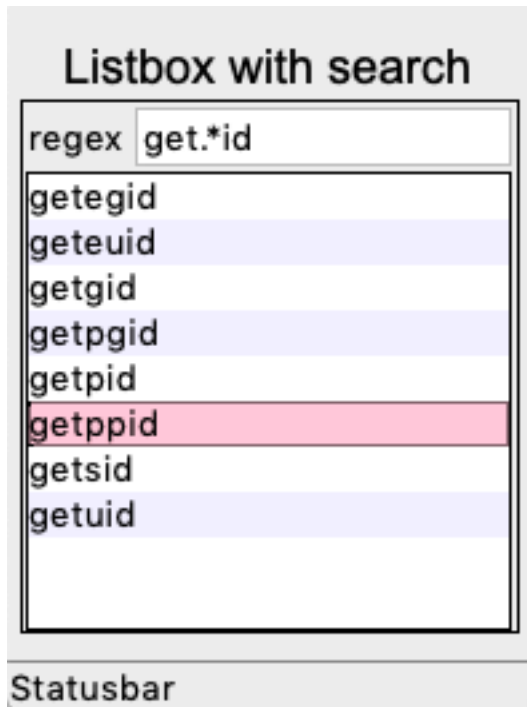 Listbox with search
regex get.*id
getegid
geteuid
getgid
getpgid
getpid
getppid
getsid
getuid
Statusbar